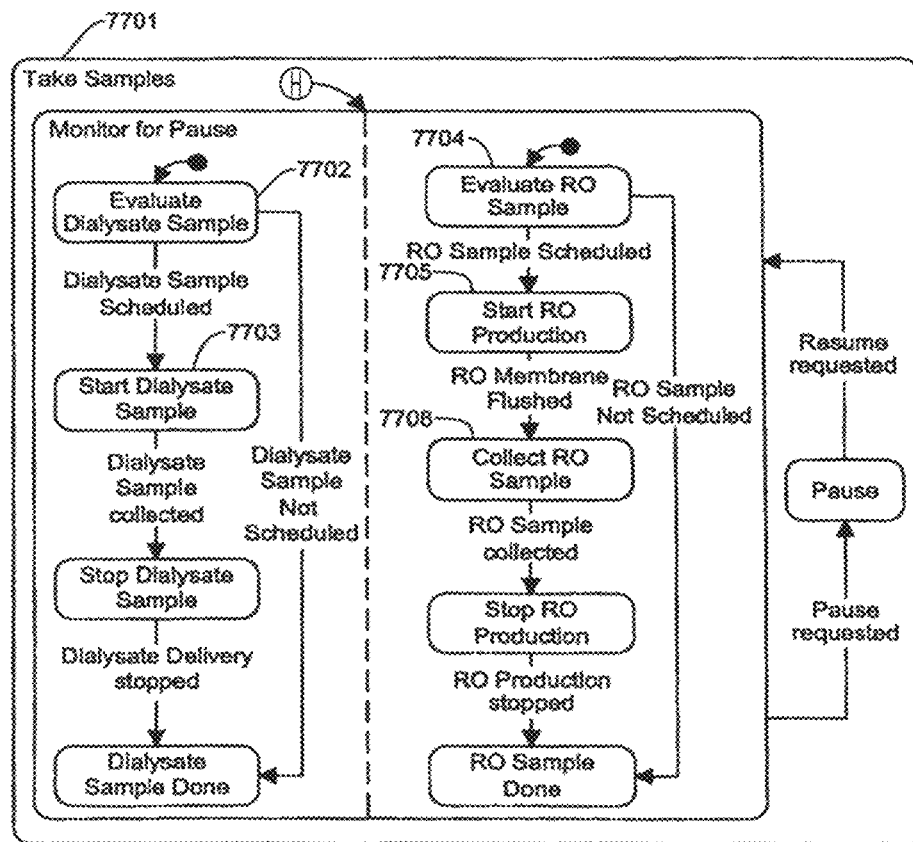 7701
Take Samples
H
Monitor for Pause
7702
Evaluate
Dialysate Sample
Dialysate Sample
Scheduled
7703
Start Dialysate
Sample
Dialysate
Sample
collected
Dialysate
Sample
Not
Scheduled
Stop Dialysate
Sample
Dialysate Delivery
stopped
Dialysate
Sample Done
7704
Evaluate RO
Sample
RO Sample Scheduled
7705
Start RO
Production
RO Membrane
Flushed
RO Sample
Not Scheduled
7708
Collect RO
Sample
RO Sample
collected
Stop RO
Production
RO Production
stopped
RO Sample
Done
Resume
requested
Pause
Pause
requested